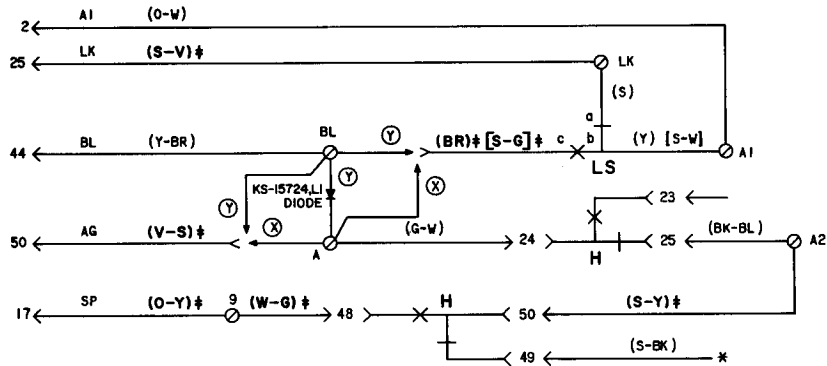 A1 (O-W)
2
LK (S-V)‡
25
LK
(S)
a
BL
BL (Y-BR) Ⓨ (BR)‡ [S-G]‡ c b (Y) [S-W]
44
A1
LS
Ⓨ
KS-15724,L1
DIODE
Ⓨ
Ⓧ
23
AG (V-S)‡ Ⓧ (G-W) (BK-BL)
50
A
24
25
A2
H
SP (O-Y)‡ 9 (W-G)‡ H (S-Y)‡
17
48
50
49 (S-BK) *